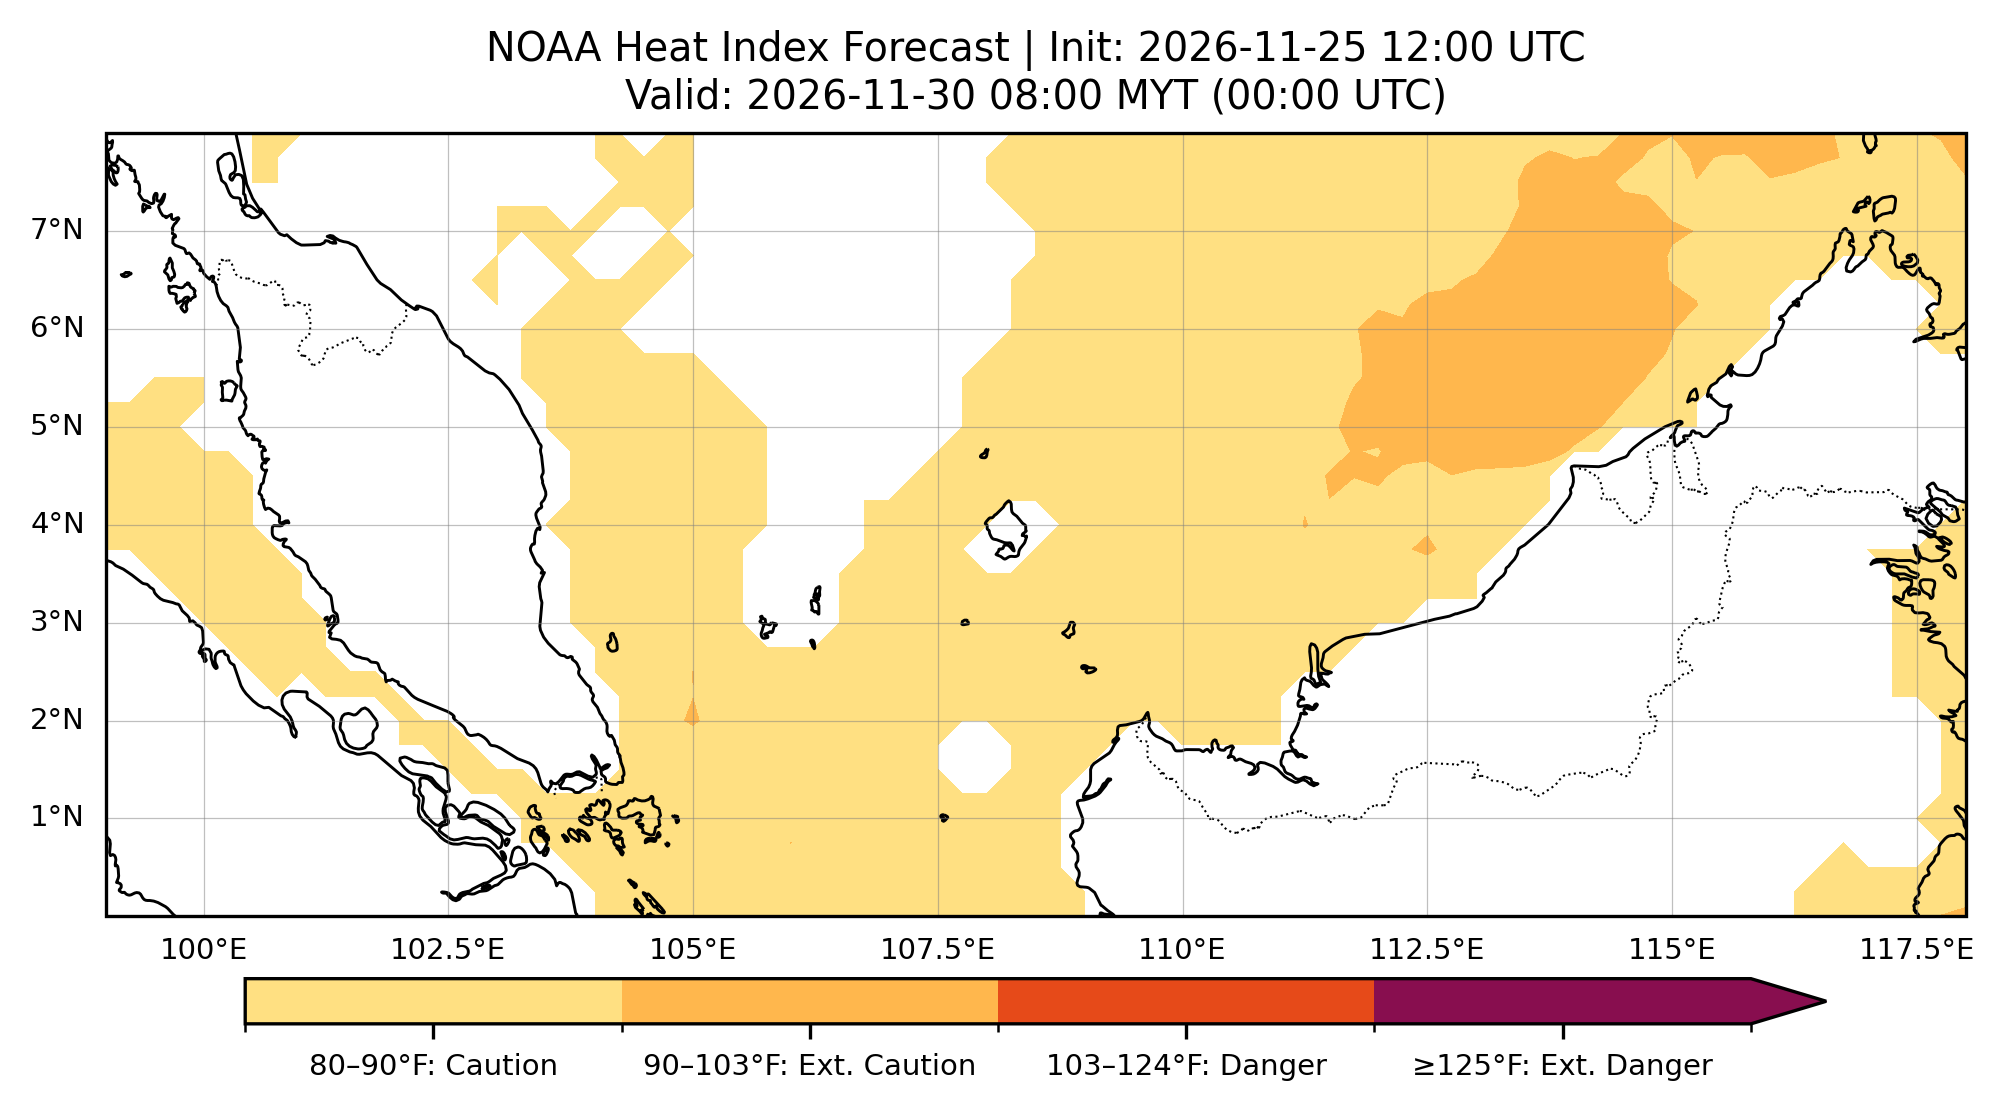 NOAA Heat Index Forecast | Init: 2026-11-25 12:00 UTC
Valid: 2026-11-30 08:00 MYT (00:00 UTC)
7°N
6°N
5°N
4°N
3°N
2°N
1°N
100°E 102.5°E 105°E 107.5°E 110°E 112.5°E 115°E 117.5°E
80–90°F: Caution 90–103°F: Ext. Caution 103–124°F: Danger ≥125°F: Ext. Danger